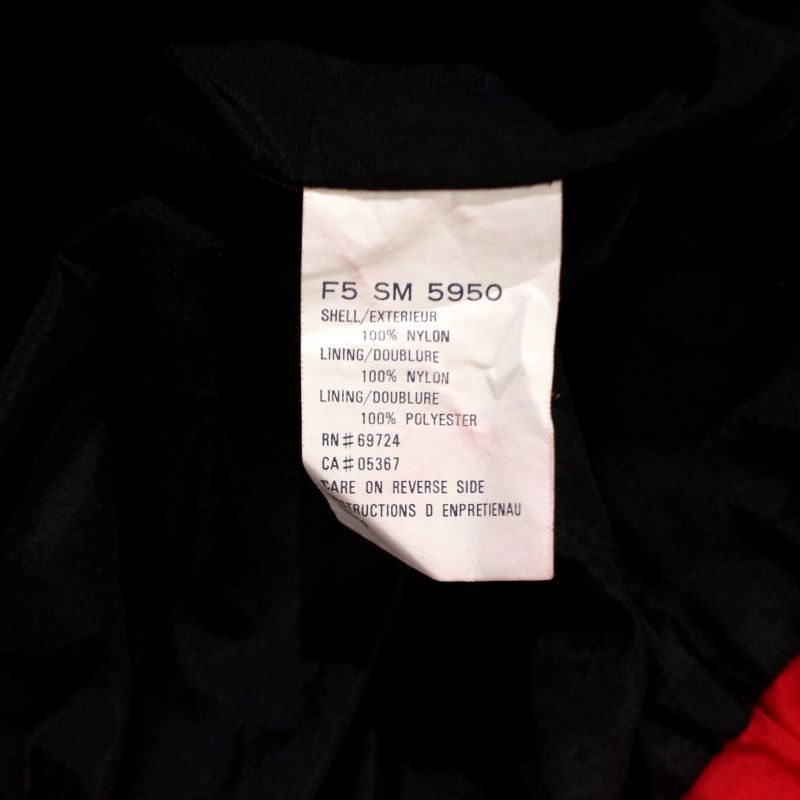 F5 SM 5950
SHELL/EXTERIEUR
100% NYLON
LINING/DOUBLURE
100% NYLON
LINING/DOUBLURE
100% POLYESTER
RN#69724
CA#05367
CARE ON REVERSE SIDE
D ENPRETIENAU